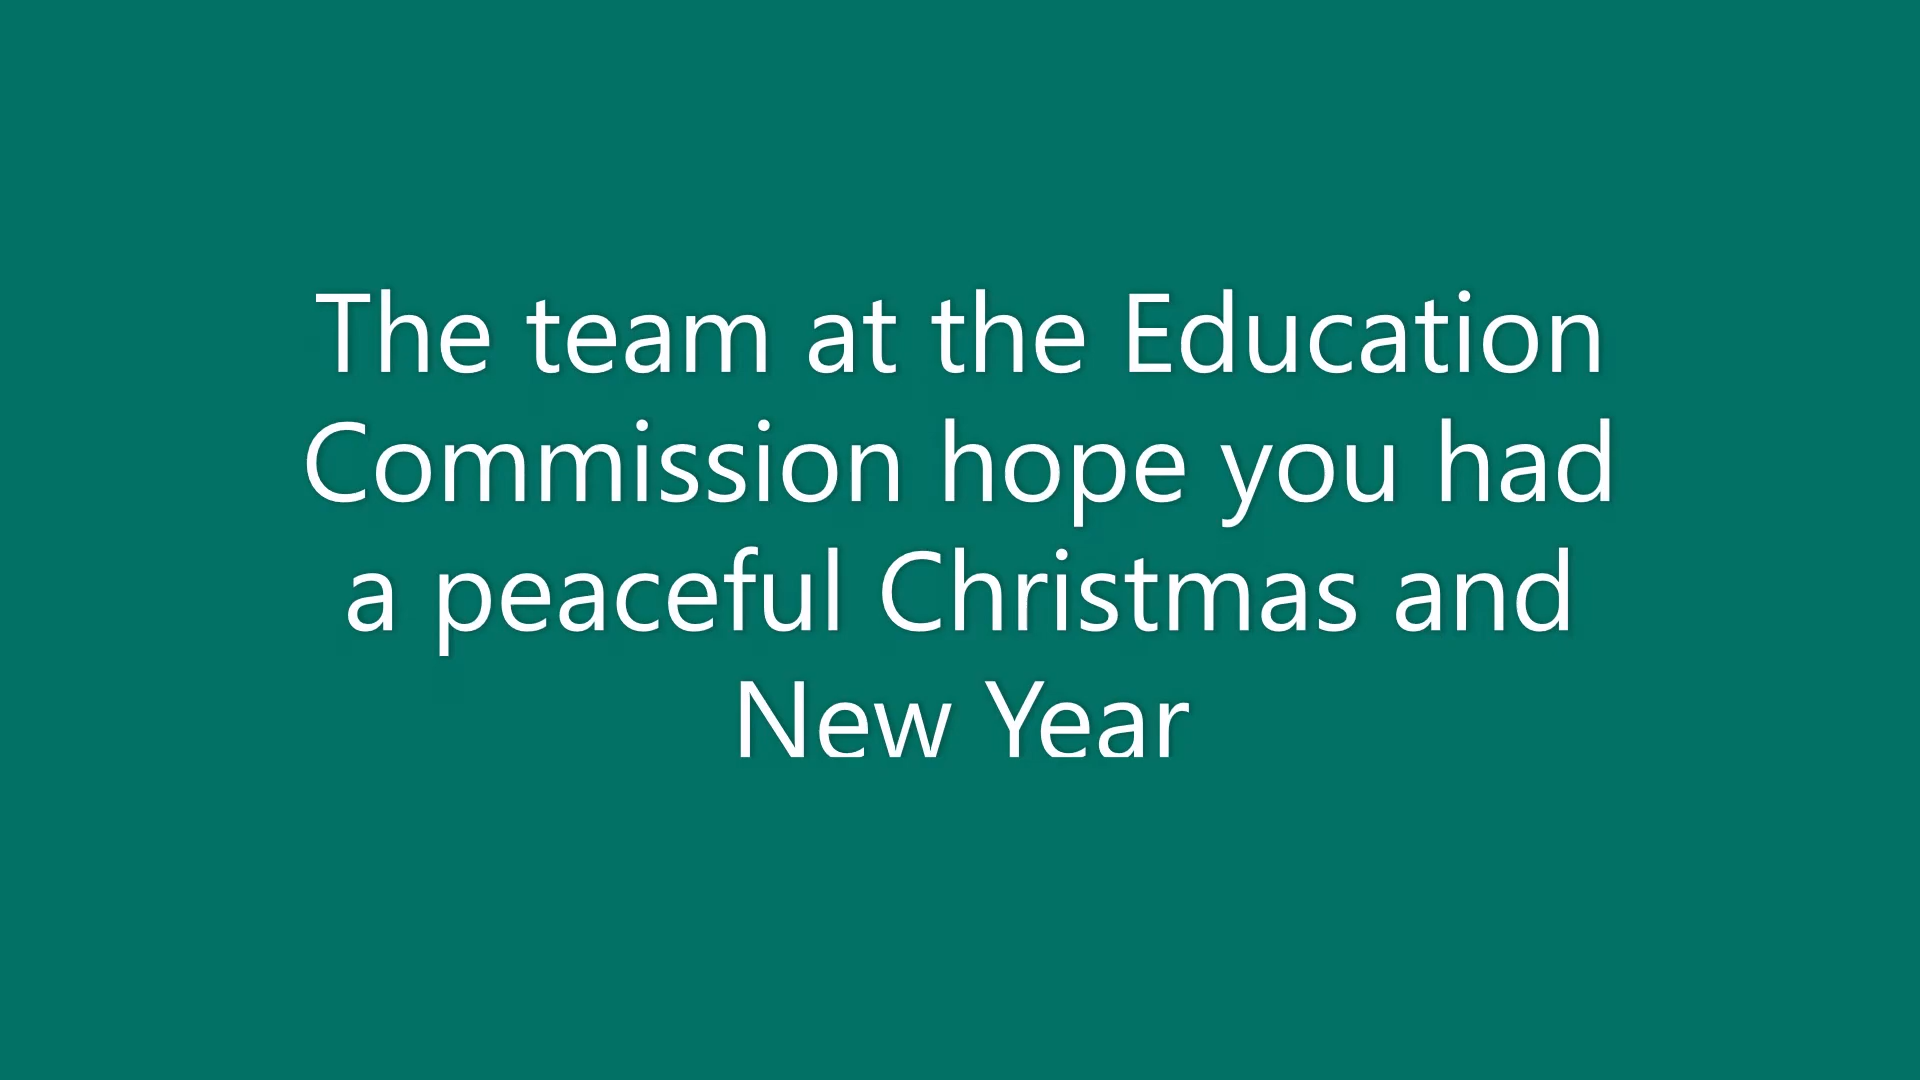 The team at the Education
Commission hope you had
a peaceful Christmas and
New Year